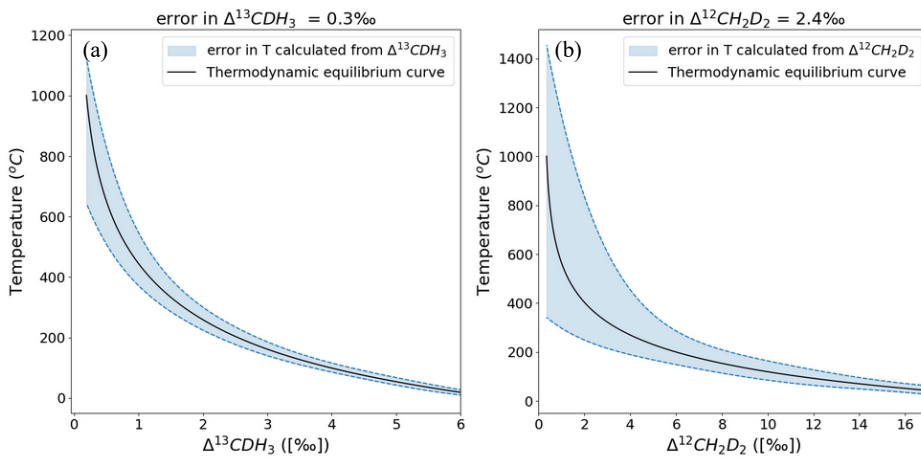 error in Δ¹³CDH₃ = 0.3‰
(a)
error in T calculated from Δ¹³CDH₃
Thermodynamic equilibrium curve
Temperature (°C)
1200
1000
800
600
400
200
0
0 1 2 3 4 5 6
Δ¹³CDH₃ ([‰])
error in Δ¹²CH₂D₂ = 2.4‰
(b)
error in T calculated from Δ¹²CH₂D₂
Thermodynamic equilibrium curve
Temperature (°C)
1400
1200
1000
800
600
400
200
0
0 2 4 6 8 10 12 14 16
Δ¹²CH₂D₂ ([‰])